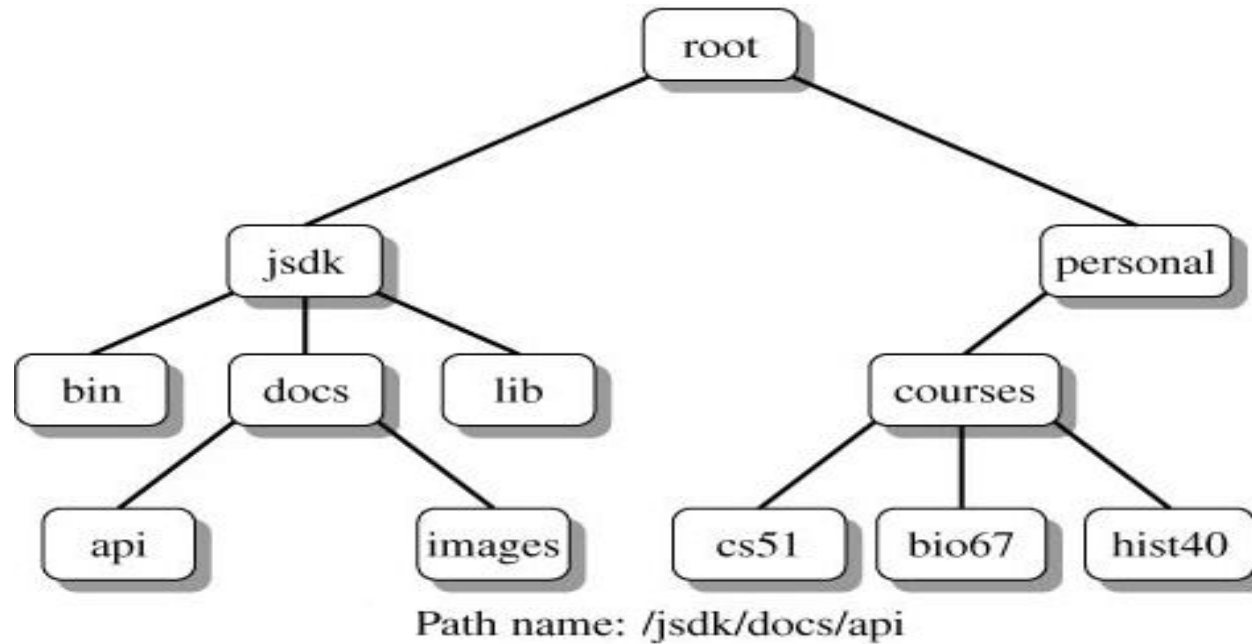 root
jsdk personal
bin docs lib courses
api images cs51 bio67 hist40
Path name: /jsdk/docs/api